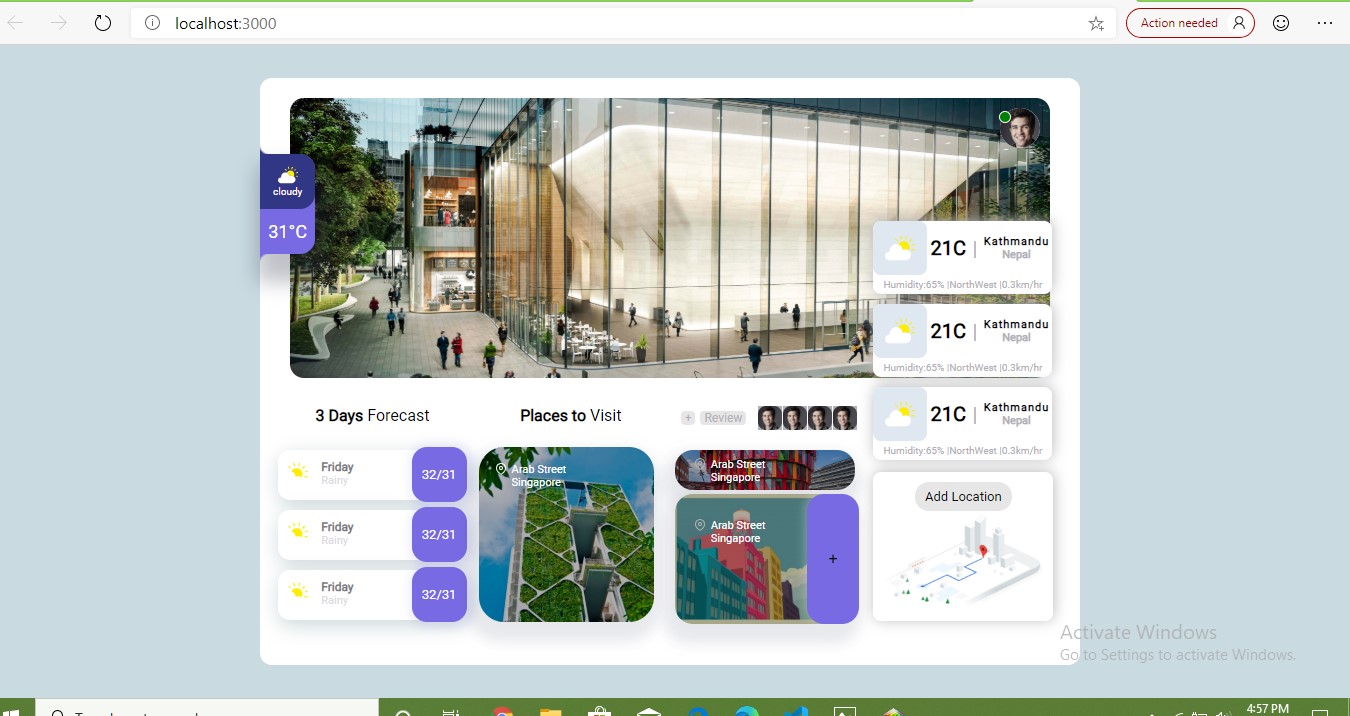 localhost:3000
Action needed
cloudy
31°C
21C | Kathmandu
Nepal
Humidity:65% |NorthWest |0.3km/hr
21C | Kathmandu
Nepal
Humidity:65% |NorthWest |0.3km/hr
21C | Kathmandu
Nepal
Humidity:65% |NorthWest |0.3km/hr
3 Days Forecast
Places to Visit
+ Review
Friday
Rainy
32/31
Friday
Rainy
32/31
Friday
Rainy
32/31
Arab Street
Singapore
Arab Street
Singapore
Arab Street
Singapore
+
Add Location
Activate Windows
Go to Settings to activate Windows.
4:57 PM